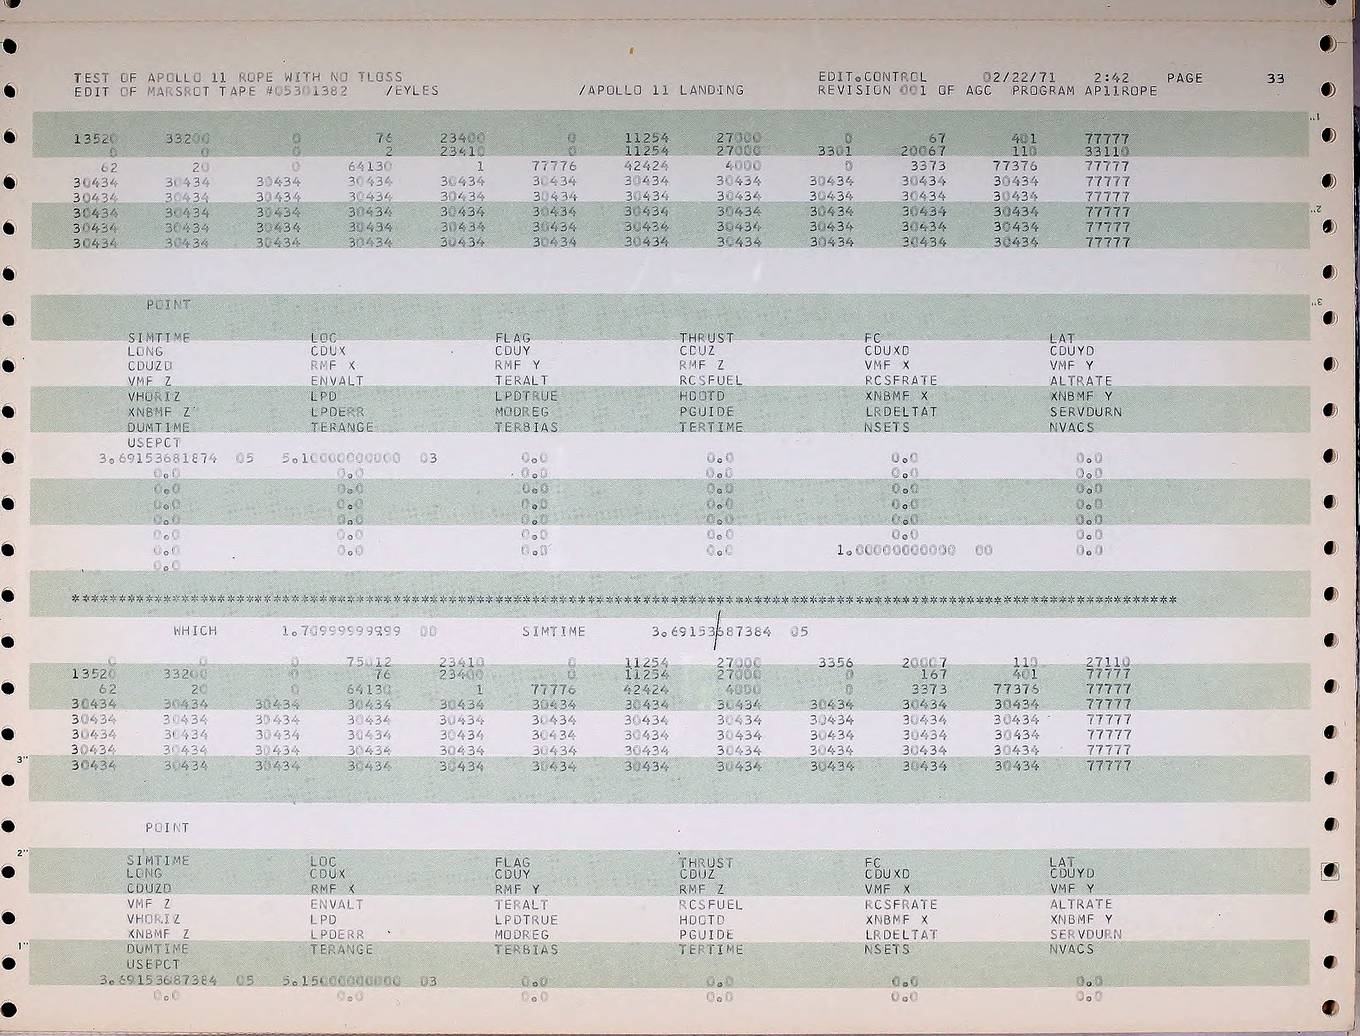 TEST OF APOLLO 11 ROPE WITH NO TLOSS EDIT.CONTROL 02/22/71 2:42 PAGE 33
EDIT OF MARSROT TAPE #05301382 /EYLES /APOLLO 11 LANDING REVISION 001 OF AGC PROGRAM AP11ROPE
13520 33200 0 76 23400 0 11254 27000 0 67 401 77777
0 0 0 2 23410 0 11254 27000 3301 20067 110 33110
62 20 0 64130 1 77776 42424 4000 0 3373 77376 77777
30434 30434 30434 30434 30434 30434 30434 30434 30434 30434 30434 77777
30434 30434 30434 30434 30434 30434 30434 30434 30434 30434 30434 77777
30434 30434 30434 30434 30434 30434 30434 30434 30434 30434 30434 77777
30434 30434 30434 30434 30434 30434 30434 30434 30434 30434 30434 77777
30434 30434 30434 30434 30434 30434 30434 30434 30434 30434 30434 77777
POINT
SIMTIME LOC FLAG THRUST FC LAT
LONG CDUX CDUY CDUZ CDUXD CDUYD
CDUZD RMF X RMF Y RMF Z VMF X VMF Y
VMF Z ENVALT TERALT RCSFUEL RCSFRATE ALTRATE
VHORIZ LPD LPDTRUE HDOTD XNBMF X XNBMF Y
XNBMF Z LPDERR MODREG PGUIDE LRDELTAT SERVDURN
DUMTIME TERANGE TERBIAS TERTIME NSETS NVACS
USEPCT
3.69153681874 05 5.10000000000 03 0.0 0.0 0.0 0.0
0.0 0.0 0.0 0.0 0.0 0.0
0.0 0.0 0.0 0.0 0.0 0.0
0.0 0.0 0.0 0.0 0.0 0.0
0.0 0.0 0.0 0.0 0.0 0.0
0.0 0.0 0.0 0.0 0.0 0.0
0.0 0.0 0.0 0.0 1.00000000000 00 0.0
0.0
************************************************************************************************************************
WHICH 1.70999999999 00 SIMTIME 3.69153687384 05
0 0 0 75012 23410 0 11254 27000 3356 20007 110 27110
13520 33200 0 76 23400 0 11254 27000 0 167 401 77777
62 20 0 64130 1 77776 42424 4000 0 3373 77376 77777
30434 30434 30434 30434 30434 30434 30434 30434 30434 30434 30434 77777
30434 30434 30434 30434 30434 30434 30434 30434 30434 30434 30434 77777
30434 30434 30434 30434 30434 30434 30434 30434 30434 30434 30434 77777
30434 30434 30434 30434 30434 30434 30434 30434 30434 30434 30434 77777
30434 30434 30434 30434 30434 30434 30434 30434 30434 30434 30434 77777
POINT
SIMTIME LOC FLAG THRUST FC LAT
LONG CDUX CDUY CDUZ CDUXD CDUYD
CDUZD RMF X RMF Y RMF Z VMF X VMF Y
VMF Z ENVALT TERALT RCSFUEL RCSFRATE ALTRATE
VHORIZ LPD LPDTRUE HDOTD XNBMF X XNBMF Y
XNBMF Z LPDERR MODREG PGUIDE LRDELTAT SERVDURN
DUMTIME TERANGE TERBIAS TERTIME NSETS NVACS
USEPCT
3.69153687384 05 5.15000000000 03 0.0 0.0 0.0 0.0
0.0 0.0 0.0 0.0 0.0 0.0
1"
2"
3"
3"
2"
1"